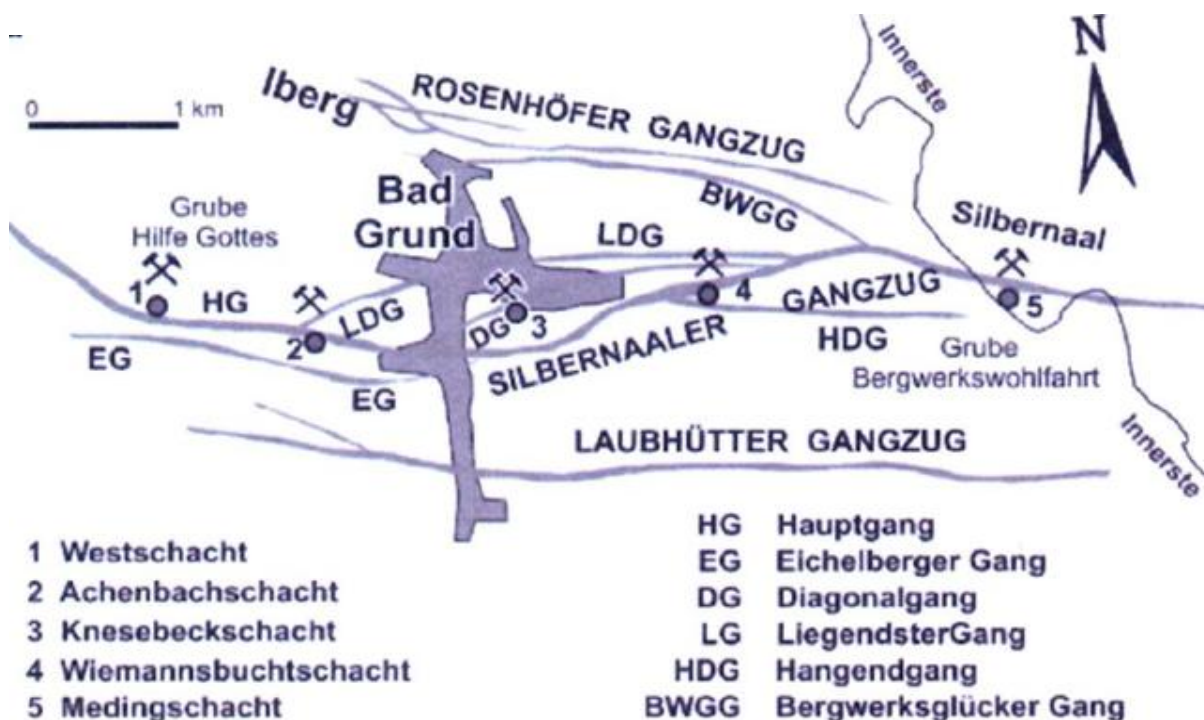 N
Innerste
Iberg
ROSENHÖFER GANGZUG
0 1 km
Bad
Grund
Grube
Hilfe Gottes
BWGG
Silbernaal
LDG
1
HG
2
LDG
DG
3
4
GANGZUG
5
EG
SILBERNAALER
HDG
Grube
Bergwerkswohlfahrt
EG
LAUBHÜTTER GANGZUG
Innerste
1 Westschacht
2 Achenbachschacht
3 Knesebeckschacht
4 Wiemannsbuchtschacht
5 Medingschacht
HG Hauptgang
EG Eichelberger Gang
DG Diagonalgang
LG LiegendsterGang
HDG Hangendgang
BWGG Bergwerksglücker Gang